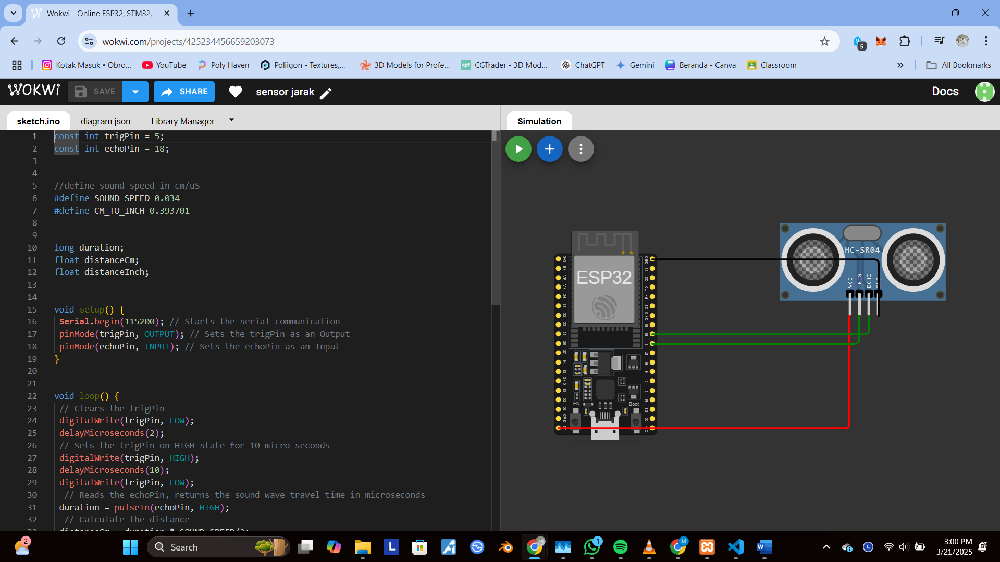 Wokwi - Online ESP32, STM32,
wokwi.com/projects/425234456659203073
5
Kotak Masuk • Obro...
YouTube
Poly Haven
Poliigon - Textures,...
3D Models for Profe...
cgt
CGTrader - 3D Mod...
ChatGPT
Gemini
Beranda - Canva
Classroom
All Bookmarks
WOKWi
SAVE
SHARE
sensor jarak
Docs
sketch.ino
diagram.json
Library Manager
Simulation
1 const int trigPin = 5;
2 const int echoPin = 18;
3
4
5 //define sound speed in cm/uS
6 #define SOUND_SPEED 0.034
7 #define CM_TO_INCH 0.393701
8
9
10 long duration;
11 float distanceCm;
12 float distanceInch;
13
14
15 void setup() {
16 Serial.begin(115200); // Starts the serial communication
17 pinMode(trigPin, OUTPUT); // Sets the trigPin as an Output
18 pinMode(echoPin, INPUT); // Sets the echoPin as an Input
19 }
20
21
22 void loop() {
23 // Clears the trigPin
24 digitalWrite(trigPin, LOW);
25 delayMicroseconds(2);
26 // Sets the trigPin on HIGH state for 10 micro seconds
27 digitalWrite(trigPin, HIGH);
28 delayMicroseconds(10);
29 digitalWrite(trigPin, LOW);
30 // Reads the echoPin, returns the sound wave travel time in microseconds
31 duration = pulseIn(echoPin, HIGH);
32 // Calculate the distance
33 distanceCm = duration * SOUND_SPEED/2;
ESP32
EN
Boot
HC-SR04
VCC
TRIG
ECHO
2
Search
L
M
1
W
L
3:00 PM
3/21/2025